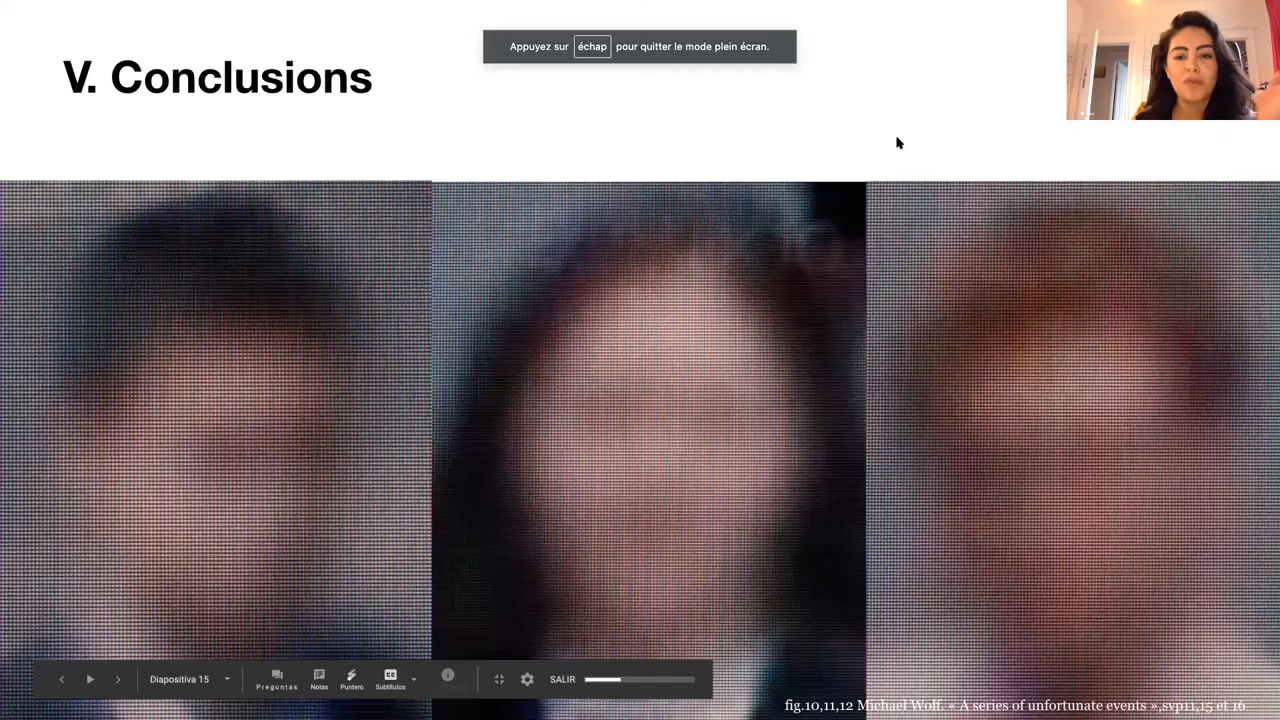 V. Conclusions
Appuyez sur échap pour quitter le mode plein écran.
Diapositiva 15
Preguntas
Notas
Puntero
CC
Subtítulos
SALIR
fig.10,11,12 Michael Wolf, « A series of unfortunate events »,svp11,15 et 16